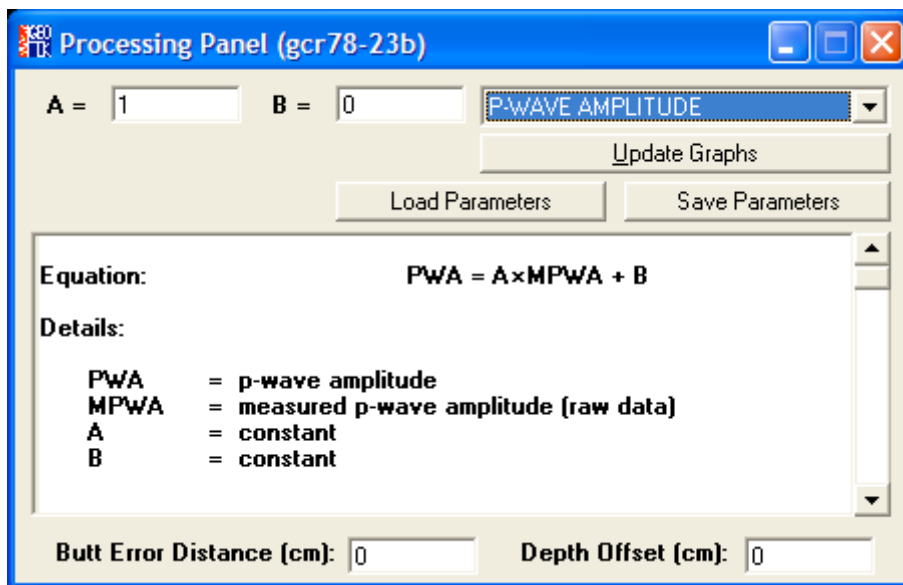 GEO TK Processing Panel (gcr78-23b)
A = 1 B = 0 P-WAVE AMPLITUDE
Update Graphs
Load Parameters Save Parameters
Equation: PWA = A×MPWA + B
Details:
PWA = p-wave amplitude
MPWA = measured p-wave amplitude (raw data)
A = constant
B = constant
Butt Error Distance (cm): 0 Depth Offset (cm): 0